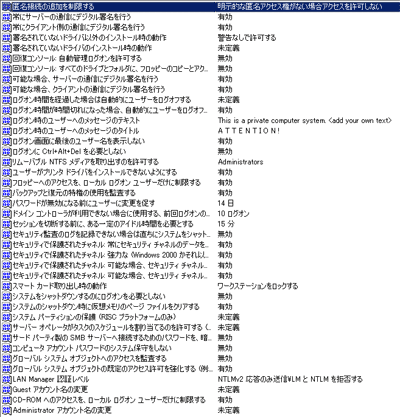 匿名接続の追加を制限する 明示的な匿名アクセス権がない場合アクセスを許可しない
常にサーバーの通信にデジタル署名を行う 有効
常にクライアント側の通信にデジタル署名を行う 有効
署名されていないドライバ以外のインストール時の動作 警告なしで許可する
署名されていないドライバのインストール時の動作 未定義
回復コンソール: 自動管理ログオンを許可する 無効
回復コンソール: すべてのドライブとフォルダに、フロッピーのコピーとアク... 無効
可能な場合、サーバーの通信にデジタル署名を行う 有効
可能な場合、クライアントの通信にデジタル署名を行う 有効
ログオン時間を経過した場合は自動的にユーザーをログオフする 未定義
ログオン時間が時間切れになった場合、自動的にユーザーをログオフ... 有効
ログオン時のユーザーへのメッセージのテキスト This is a private computer system. <add your own text>
ログオン時のユーザーへのメッセージのタイトル A T T E N T I O N !
ログオン画面に最後のユーザー名を表示しない 有効
ログオンに Ctrl+Alt+Del を必要としない 無効
リムーバブル NTFS メディアを取り出すのを許可する Administrators
ユーザーがプリンタ ドライバをインストールできないようにする 有効
フロッピーへのアクセスを、ローカル ログオン ユーザーだけに制限する 有効
バックアップと復元の特権の使用を監査する 有効
パスワードが無効になる前にユーザーに変更を促す 14 日
ドメイン コントローラが利用できない場合に使用する、前回ログオンの... 10 ログオン
セッションを切断する前に、ある一定のアイドル時間を必要とする 15 分
セキュリティ監査のログを記録できない場合は直ちにシステムをシャット... 無効
セキュリティで保護されたチャネル: 常にセキュリティ チャネルのデータを... 無効
セキュリティで保護されたチャネル: 強力な (Windows 2000 かそれ以... 無効
セキュリティで保護されたチャネル: 可能な場合、セキュリティ チャネル... 有効
セキュリティで保護されたチャネル: 可能な場合、セキュリティ チャネル... 有効
スマート カード取り出し時の動作 ワークステーションをロックする
システムをシャットダウンするのにログオンを必要としない 無効
システムのシャットダウン時に仮想メモリのページ ファイルをクリアする 有効
システム パーティションの保護 (RISC プラットフォームのみ) 未定義
サーバー オペレータがタスクのスケジュールを割り当てるのを許可する (... 未定義
サード パーティ製の SMB サーバーへ接続するためのパスワードを、暗... 無効
コンピュータ アカウント パスワードのシステム保守をしない 無効
グローバル システム オブジェクトへのアクセスを監査する 無効
グローバル システム オブジェクトの既定のアクセス許可を強化する (例... 有効
LAN Manager 認証レベル NTLMv2 応答のみ送信\LM と NTLM を拒否する
Guest アカウント名の変更 未定義
CD-ROM へのアクセスを、ローカル ログオン ユーザーだけに制限する 有効
Administrator アカウント名の変更 未定義